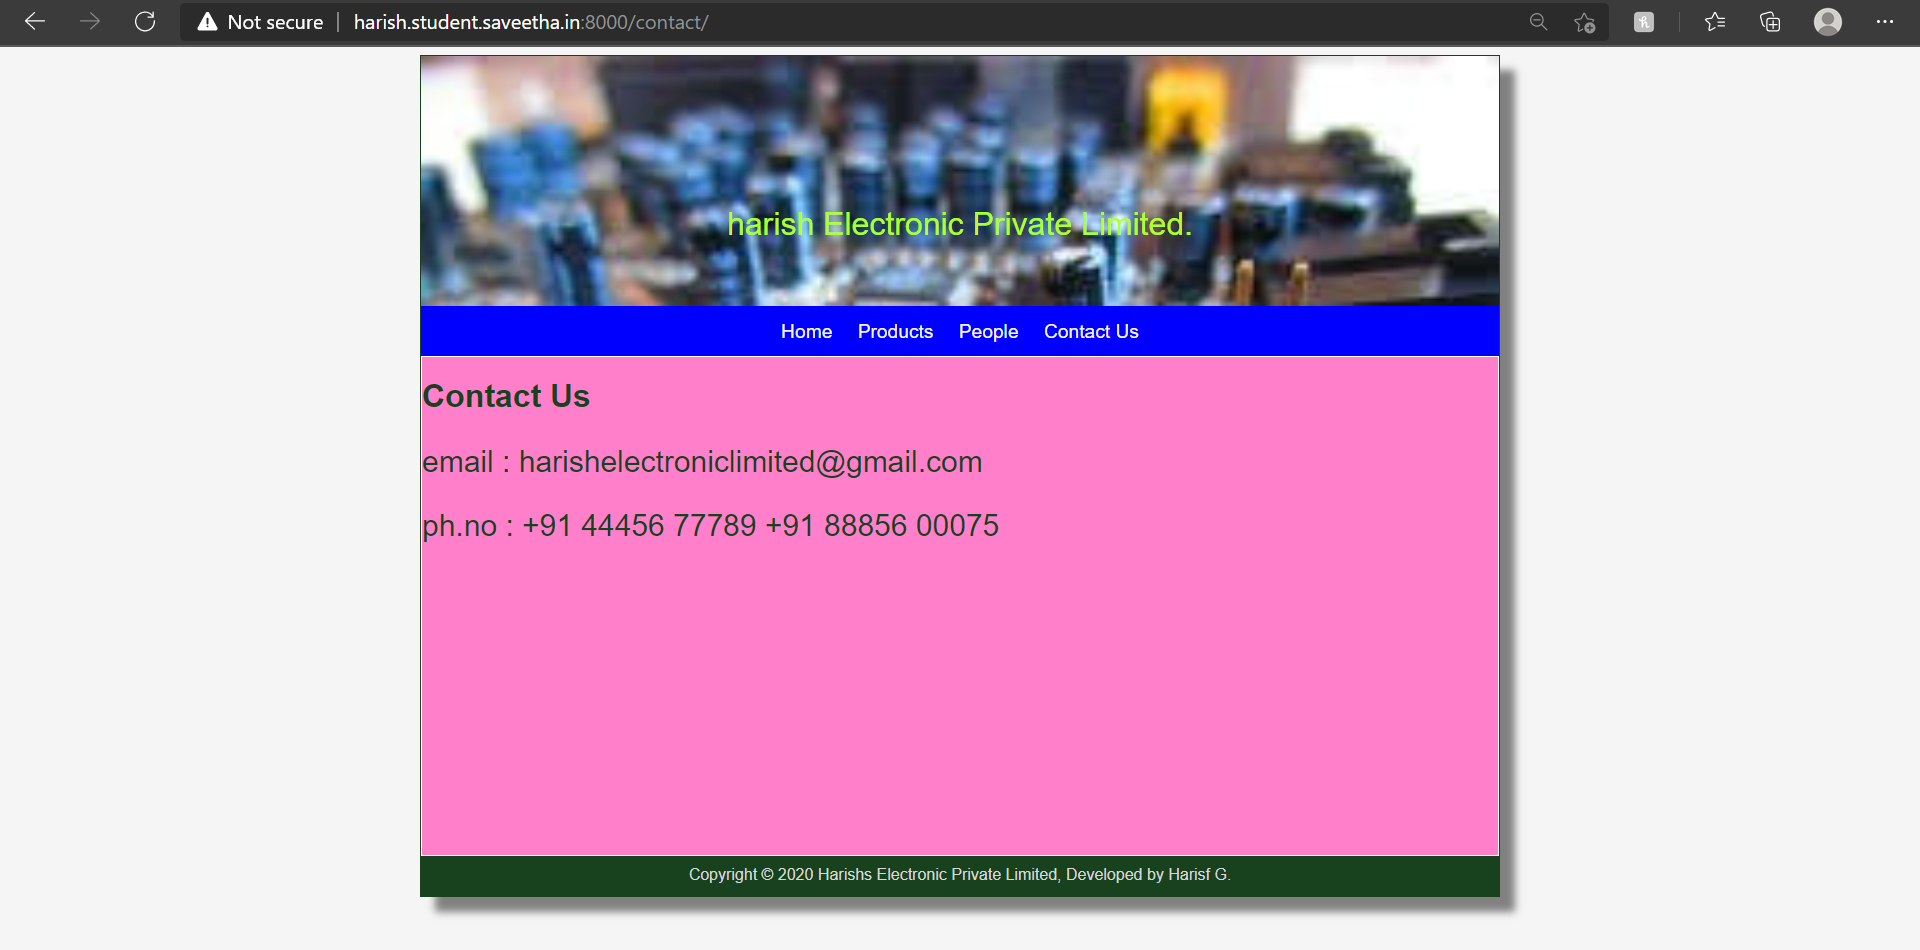 Not secure | harish.student.saveetha.in:8000/contact/
harish Electronic Private Limited.
Home Products People Contact Us
Contact Us
email : harishelectroniclimited@gmail.com
ph.no : +91 44456 77789 +91 88856 00075
Copyright © 2020 Harishs Electronic Private Limited, Developed by Harisf G.